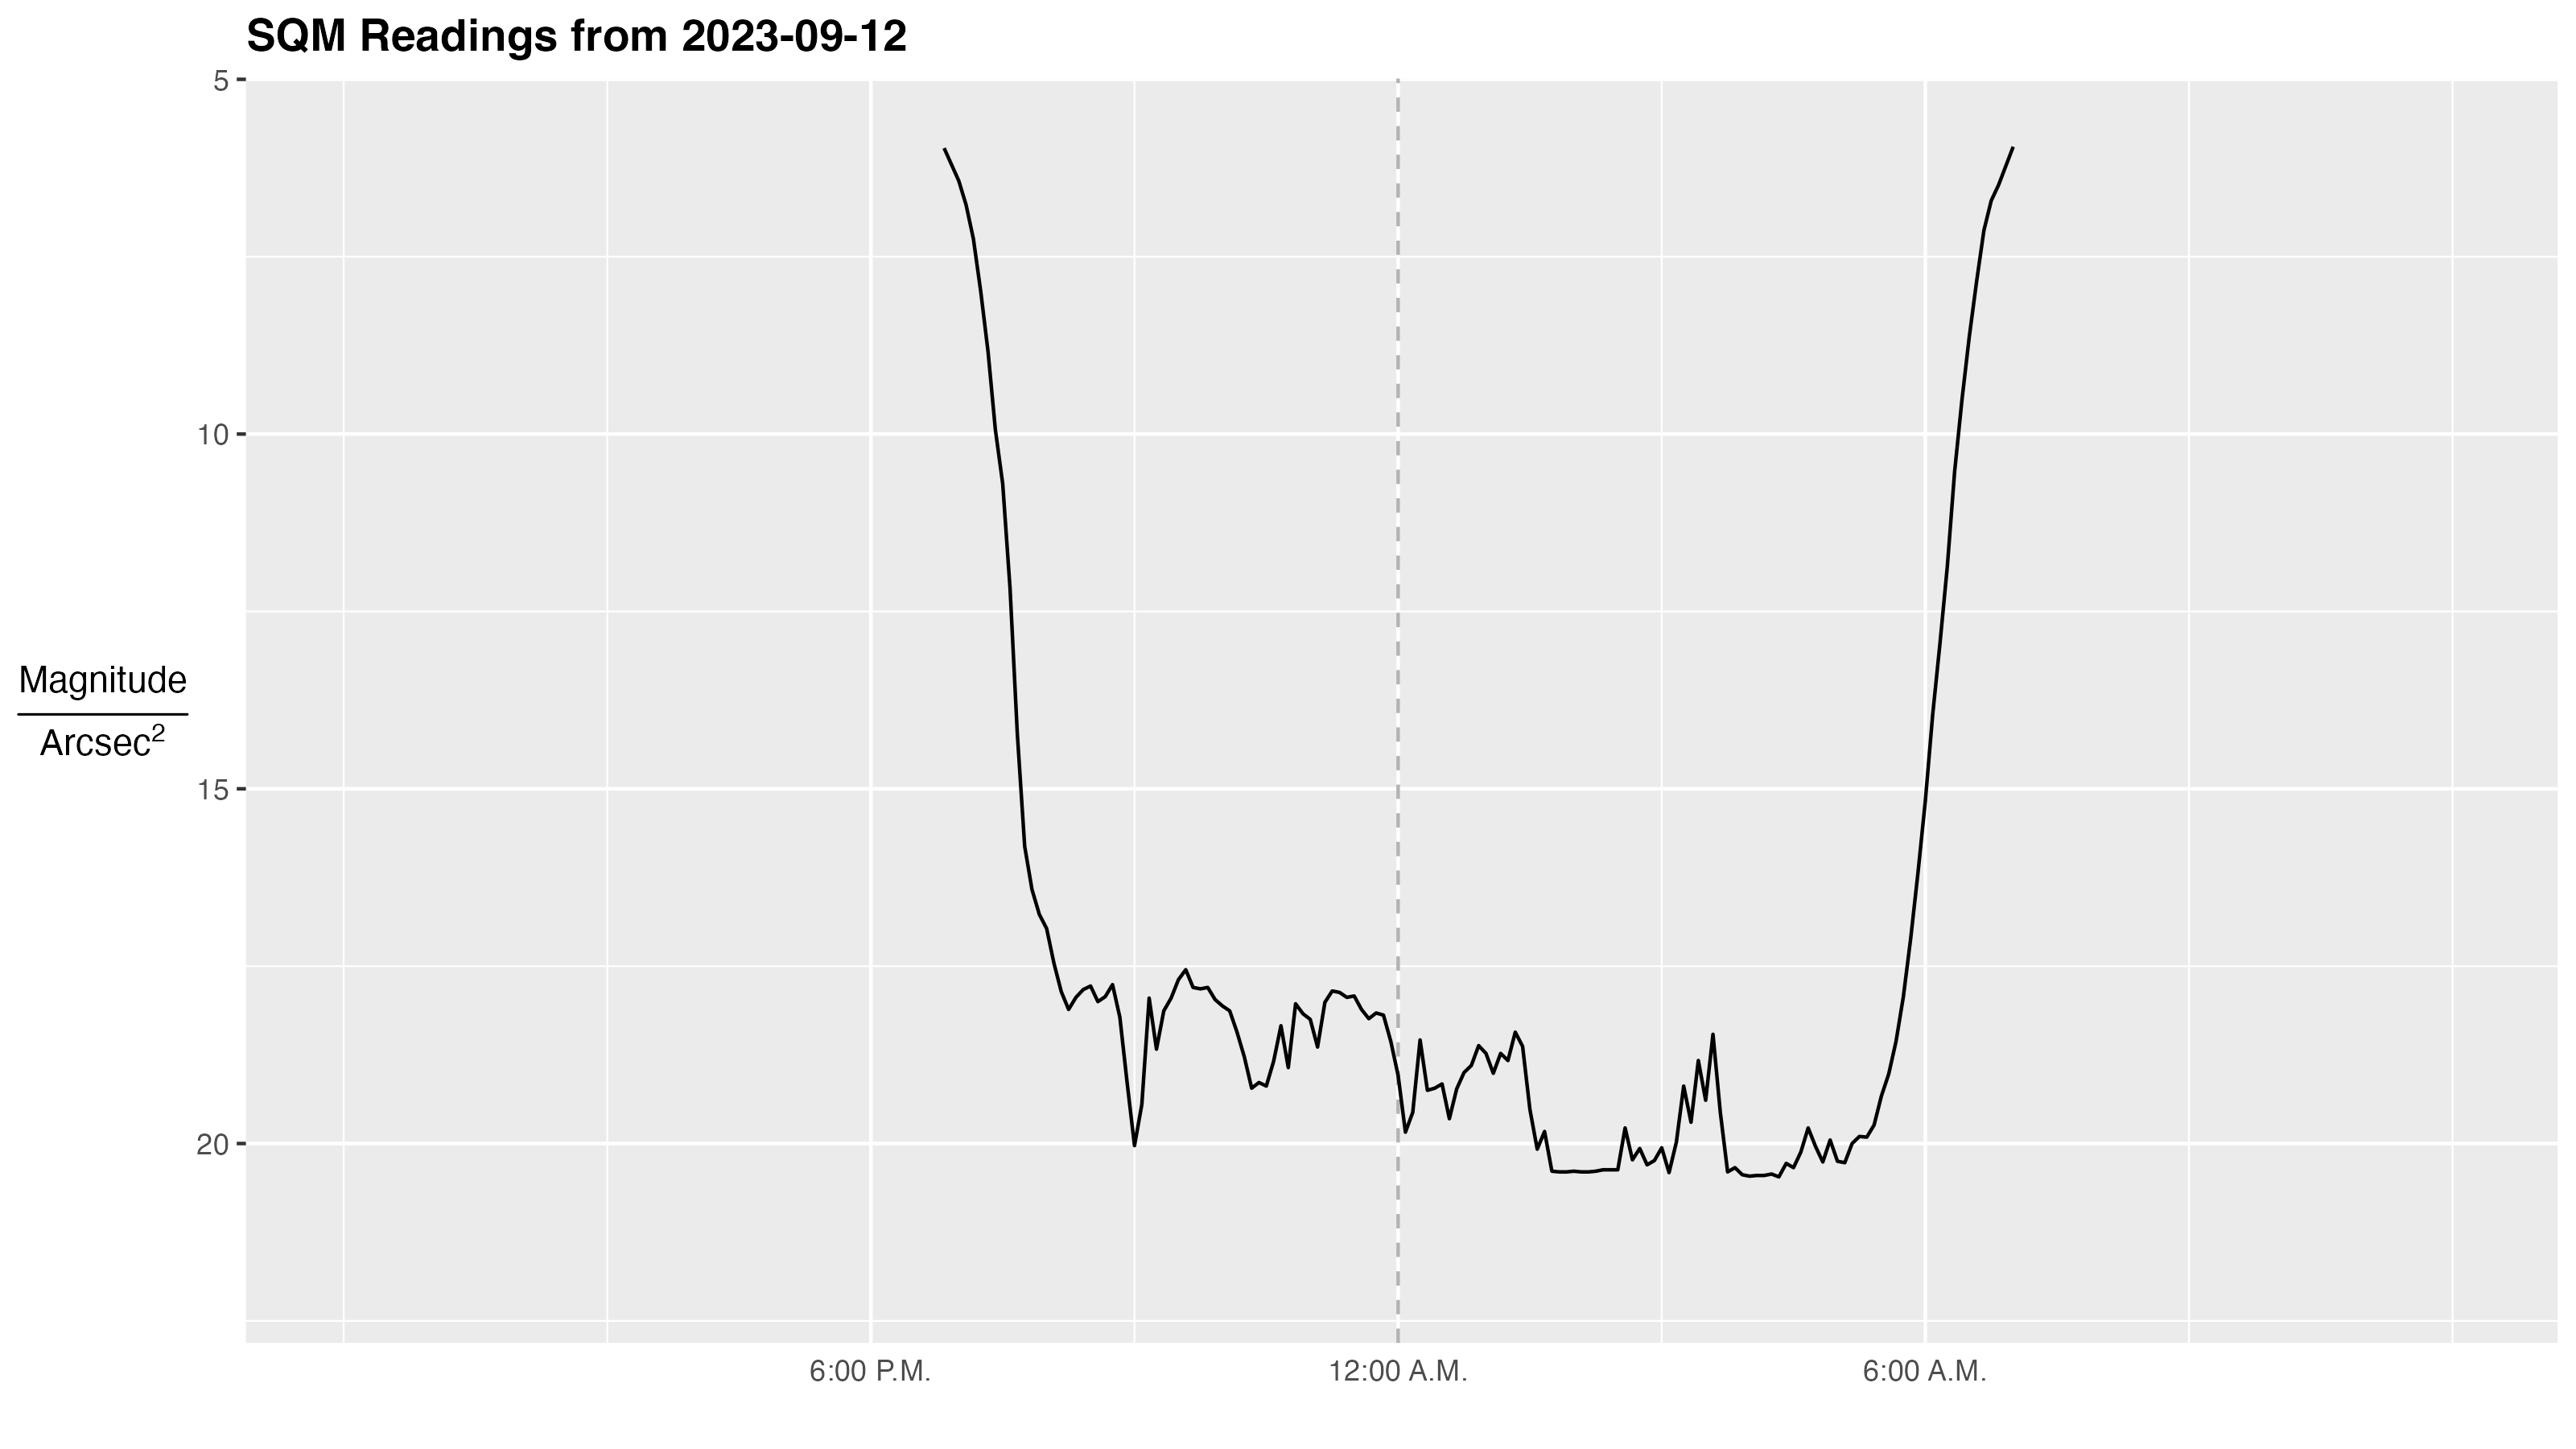 SQM Readings from 2023-09-12
5
10
15
20
Magnitude
Arcsec²
6:00 P.M.
12:00 A.M.
6:00 A.M.